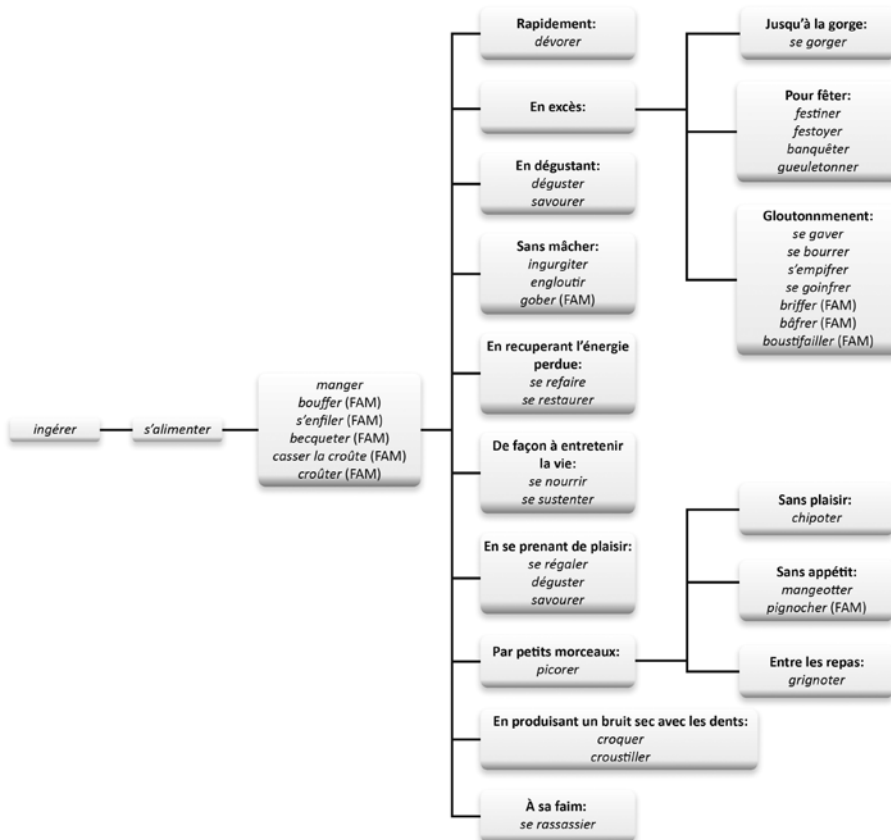 ingérer
s'alimenter
manger
bouffer (FAM)
s'enfiler (FAM)
becqueter (FAM)
casser la croûte (FAM)
croûter (FAM)
Rapidement:
dévorer
En excès:
Jusqu'à la gorge:
se gorger
Pour fêter:
festiner
festoyer
banquêter
gueuletonner
Gloutonnmenent:
se gaver
se bourrer
s'empifrer
se goinfrer
briffer (FAM)
bâfrer (FAM)
boustifailler (FAM)
En dégustant:
déguster
savourer
Sans mâcher:
ingurgiter
engloutir
gober (FAM)
En recuperant l'énergie
perdue:
se refaire
se restaurer
De façon à entretenir
la vie:
se nourrir
se sustenter
En se prenant de plaisir:
se régaler
déguster
savourer
Par petits morceaux:
picorer
Sans plaisir:
chipoter
Sans appétit:
mangeotter
pignocher (FAM)
Entre les repas:
grignoter
En produisant un bruit sec avec les dents:
croquer
croustiller
À sa faim:
se rassassier